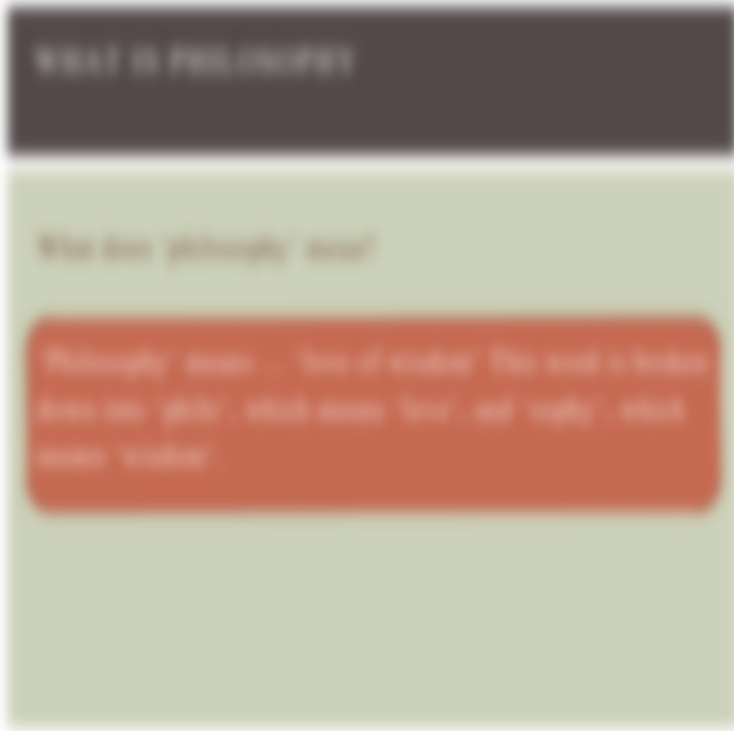 WHAT IS PHILOSOPHY
What does 'philosophy' mean?
'Philosophy' means ... 'love of wisdom' This word is broken
down into 'philo', which means 'love', and 'sophy', which
means 'wisdom'.